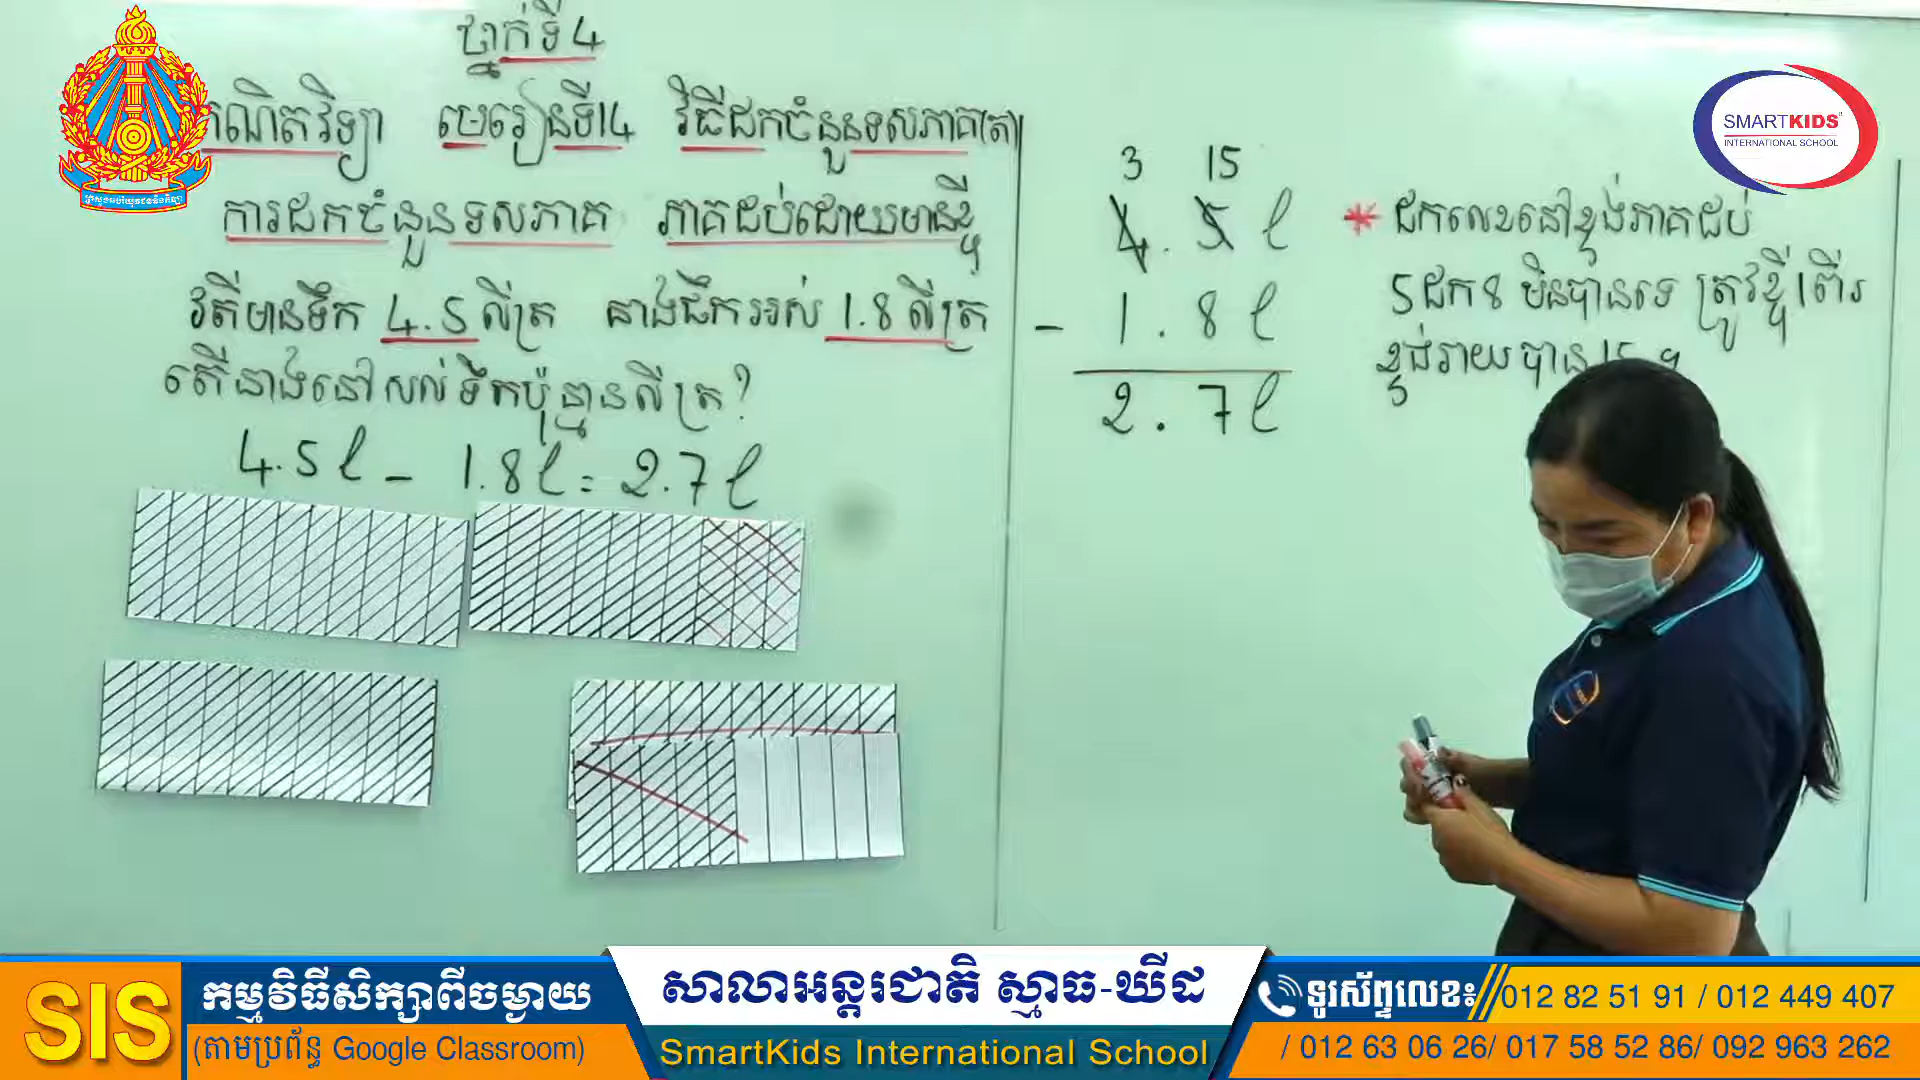 ថ្នាក់ទី4
គណិតវិទ្យា មេរៀនទី14 វិធីដកចំនួនទសភាគ(ត)
ការដកចំនួនទសភាគ ភាគដប់ដោយមានខ្ចី
រតីមានទឹក 4.5 លីត្រ នាងផឹកអស់ 1.8 លីត្រ
តើនាងនៅសល់ទឹកប៉ុន្មានលីត្រ?
4.5 l - 1.8 l = 2.7 l
3 15
4.5 l
- 1.8 l
2.7 l
* ដកលេខនៅខ្ទង់ភាគដប់
5 ដក 8 មិនបានទេ ត្រូវខ្ចី 1 ពី
ខ្ទង់រាយបាន 15
SMARTKIDS
INTERNATIONAL SCHOOL
SIS
កម្មវិធីសិក្សាពីចម្ងាយ
(តាមប្រព័ន្ធ Google Classroom)
សាលាអន្តរជាតិ ស្មាធ-ឃីដ
SmartKids International School
ទូរស័ព្ទលេខ៖ 012 82 51 91 / 012 449 407
/ 012 63 06 26/ 017 58 52 86/ 092 963 262